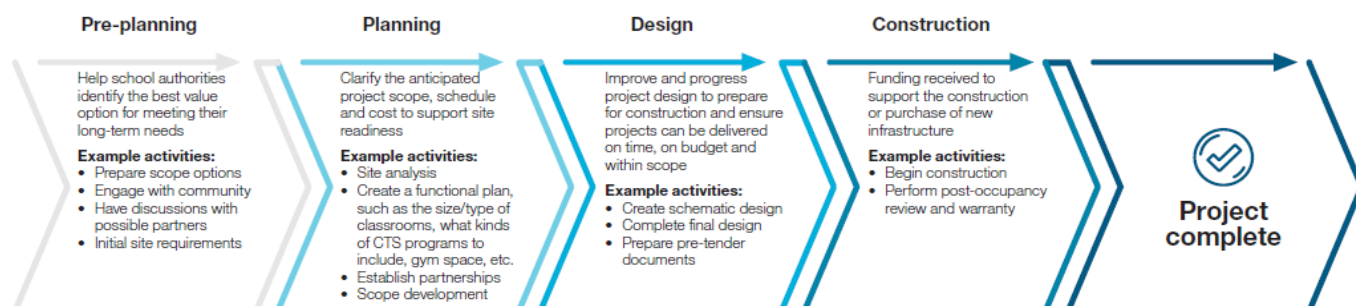 Pre-planning
Help school authorities
identify the best value
option for meeting their
long-term needs
Example activities:
• Prepare scope options
• Engage with community
• Have discussions with
possible partners
• Initial site requirements
Planning
Clarify the anticipated
project scope, schedule
and cost to support site
readiness
Example activities:
• Site analysis
• Create a functional plan,
such as the size/type of
classrooms, what kinds
of CTS programs to
include, gym space, etc.
• Establish partnerships
• Scope development
Design
Improve and progress
project design to prepare
for construction and ensure
projects can be delivered
on time, on budget and
within scope
Example activities:
• Create schematic design
• Complete final design
• Prepare pre-tender
documents
Construction
Funding received to
support the construction
or purchase of new
infrastructure
Example activities:
• Begin construction
• Perform post-occupancy
review and warranty
Project
complete